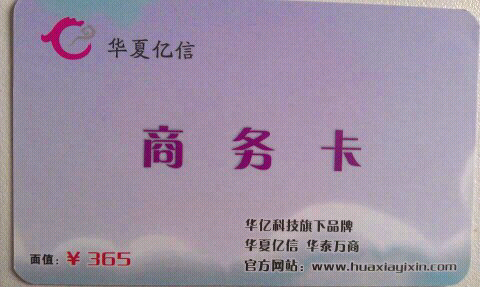 华夏亿信
商务卡
华亿科技旗下品牌
华夏亿信 华泰万商
面值：￥365
官方网站：www.huaxiayixin.com